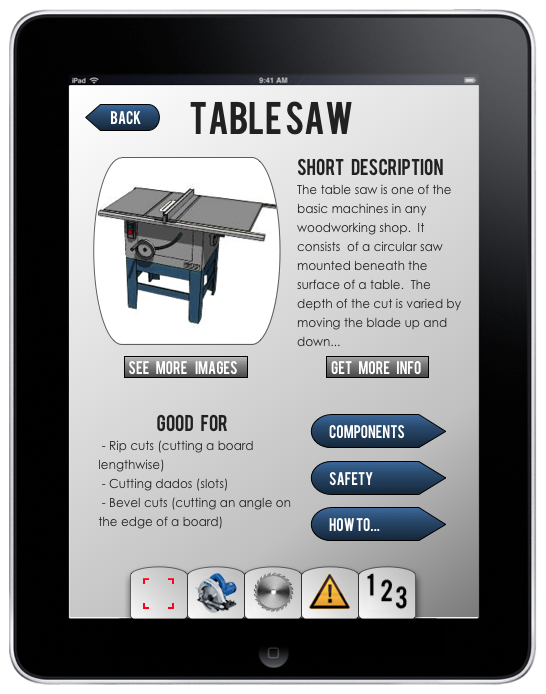 iPad 9:41 AM
BACK
TABLE SAW
SHORT DESCRIPTION
The table saw is one of the
basic machines in any
woodworking shop. It
consists of a circular saw
mounted beneath the
surface of a table. The
depth of the cut is varied by
moving the blade up and
down...
SEE MORE IMAGES
GET MORE INFO
GOOD FOR
- Rip cuts (cutting a board
lengthwise)
- Cutting dados (slots)
- Bevel cuts (cutting an angle on
the edge of a board)
COMPONENTS
SAFETY
HOW TO...
123